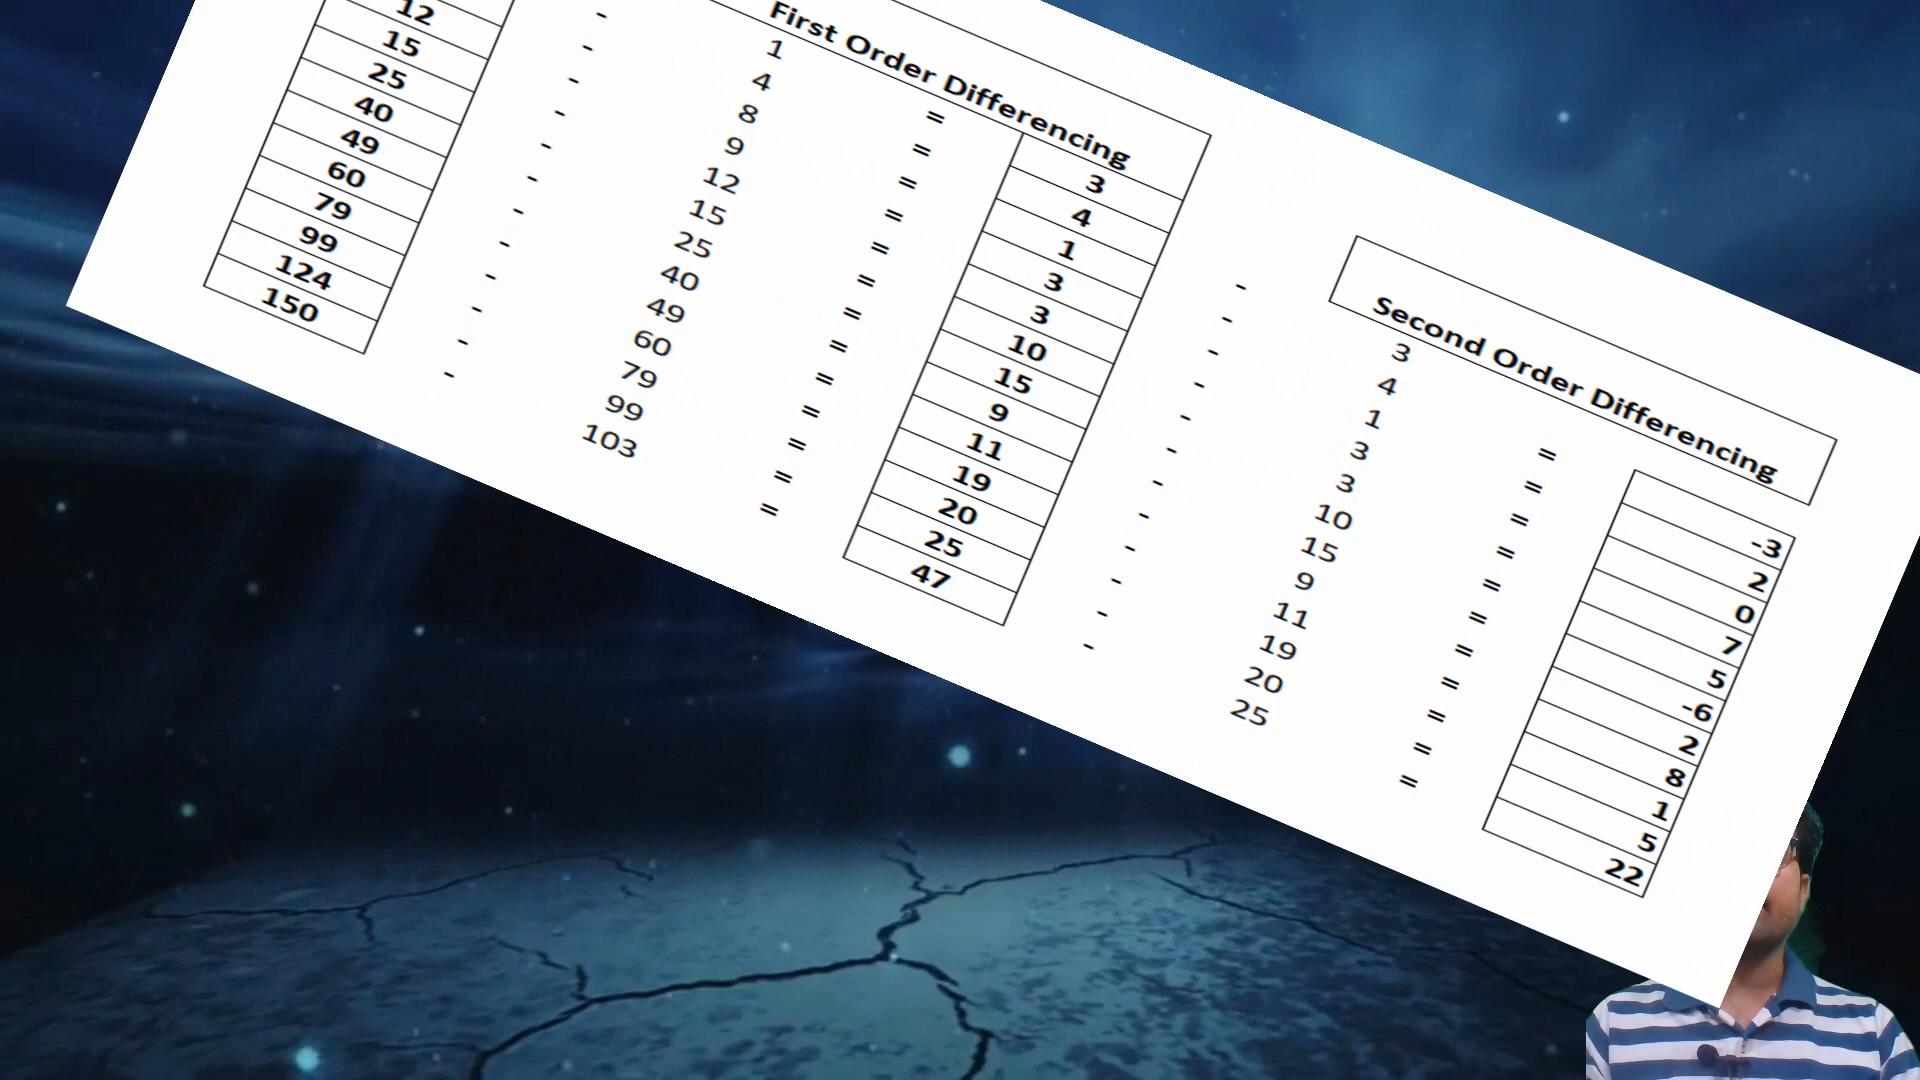 First Order Differencing
1 = 3
Second Order Differencing
- 4 = 4 - 3
- 8 = 1 - 4 = -3
12 - 9 = 3 - 1 = 2
15 - 12 = 3 - 3 = 0
25 - 15 = 10 - 3 = 7
40 - 25 = 15 - 10 = 5
49 - 40 = 9 - 15 = -6
60 - 49 = 11 - 9 = 2
79 - 60 = 19 - 11 = 8
99 - 79 = 20 - 19 = 1
124 - 99 = 25 - 20 = 5
150 - 103 = 47 - 25 = 22